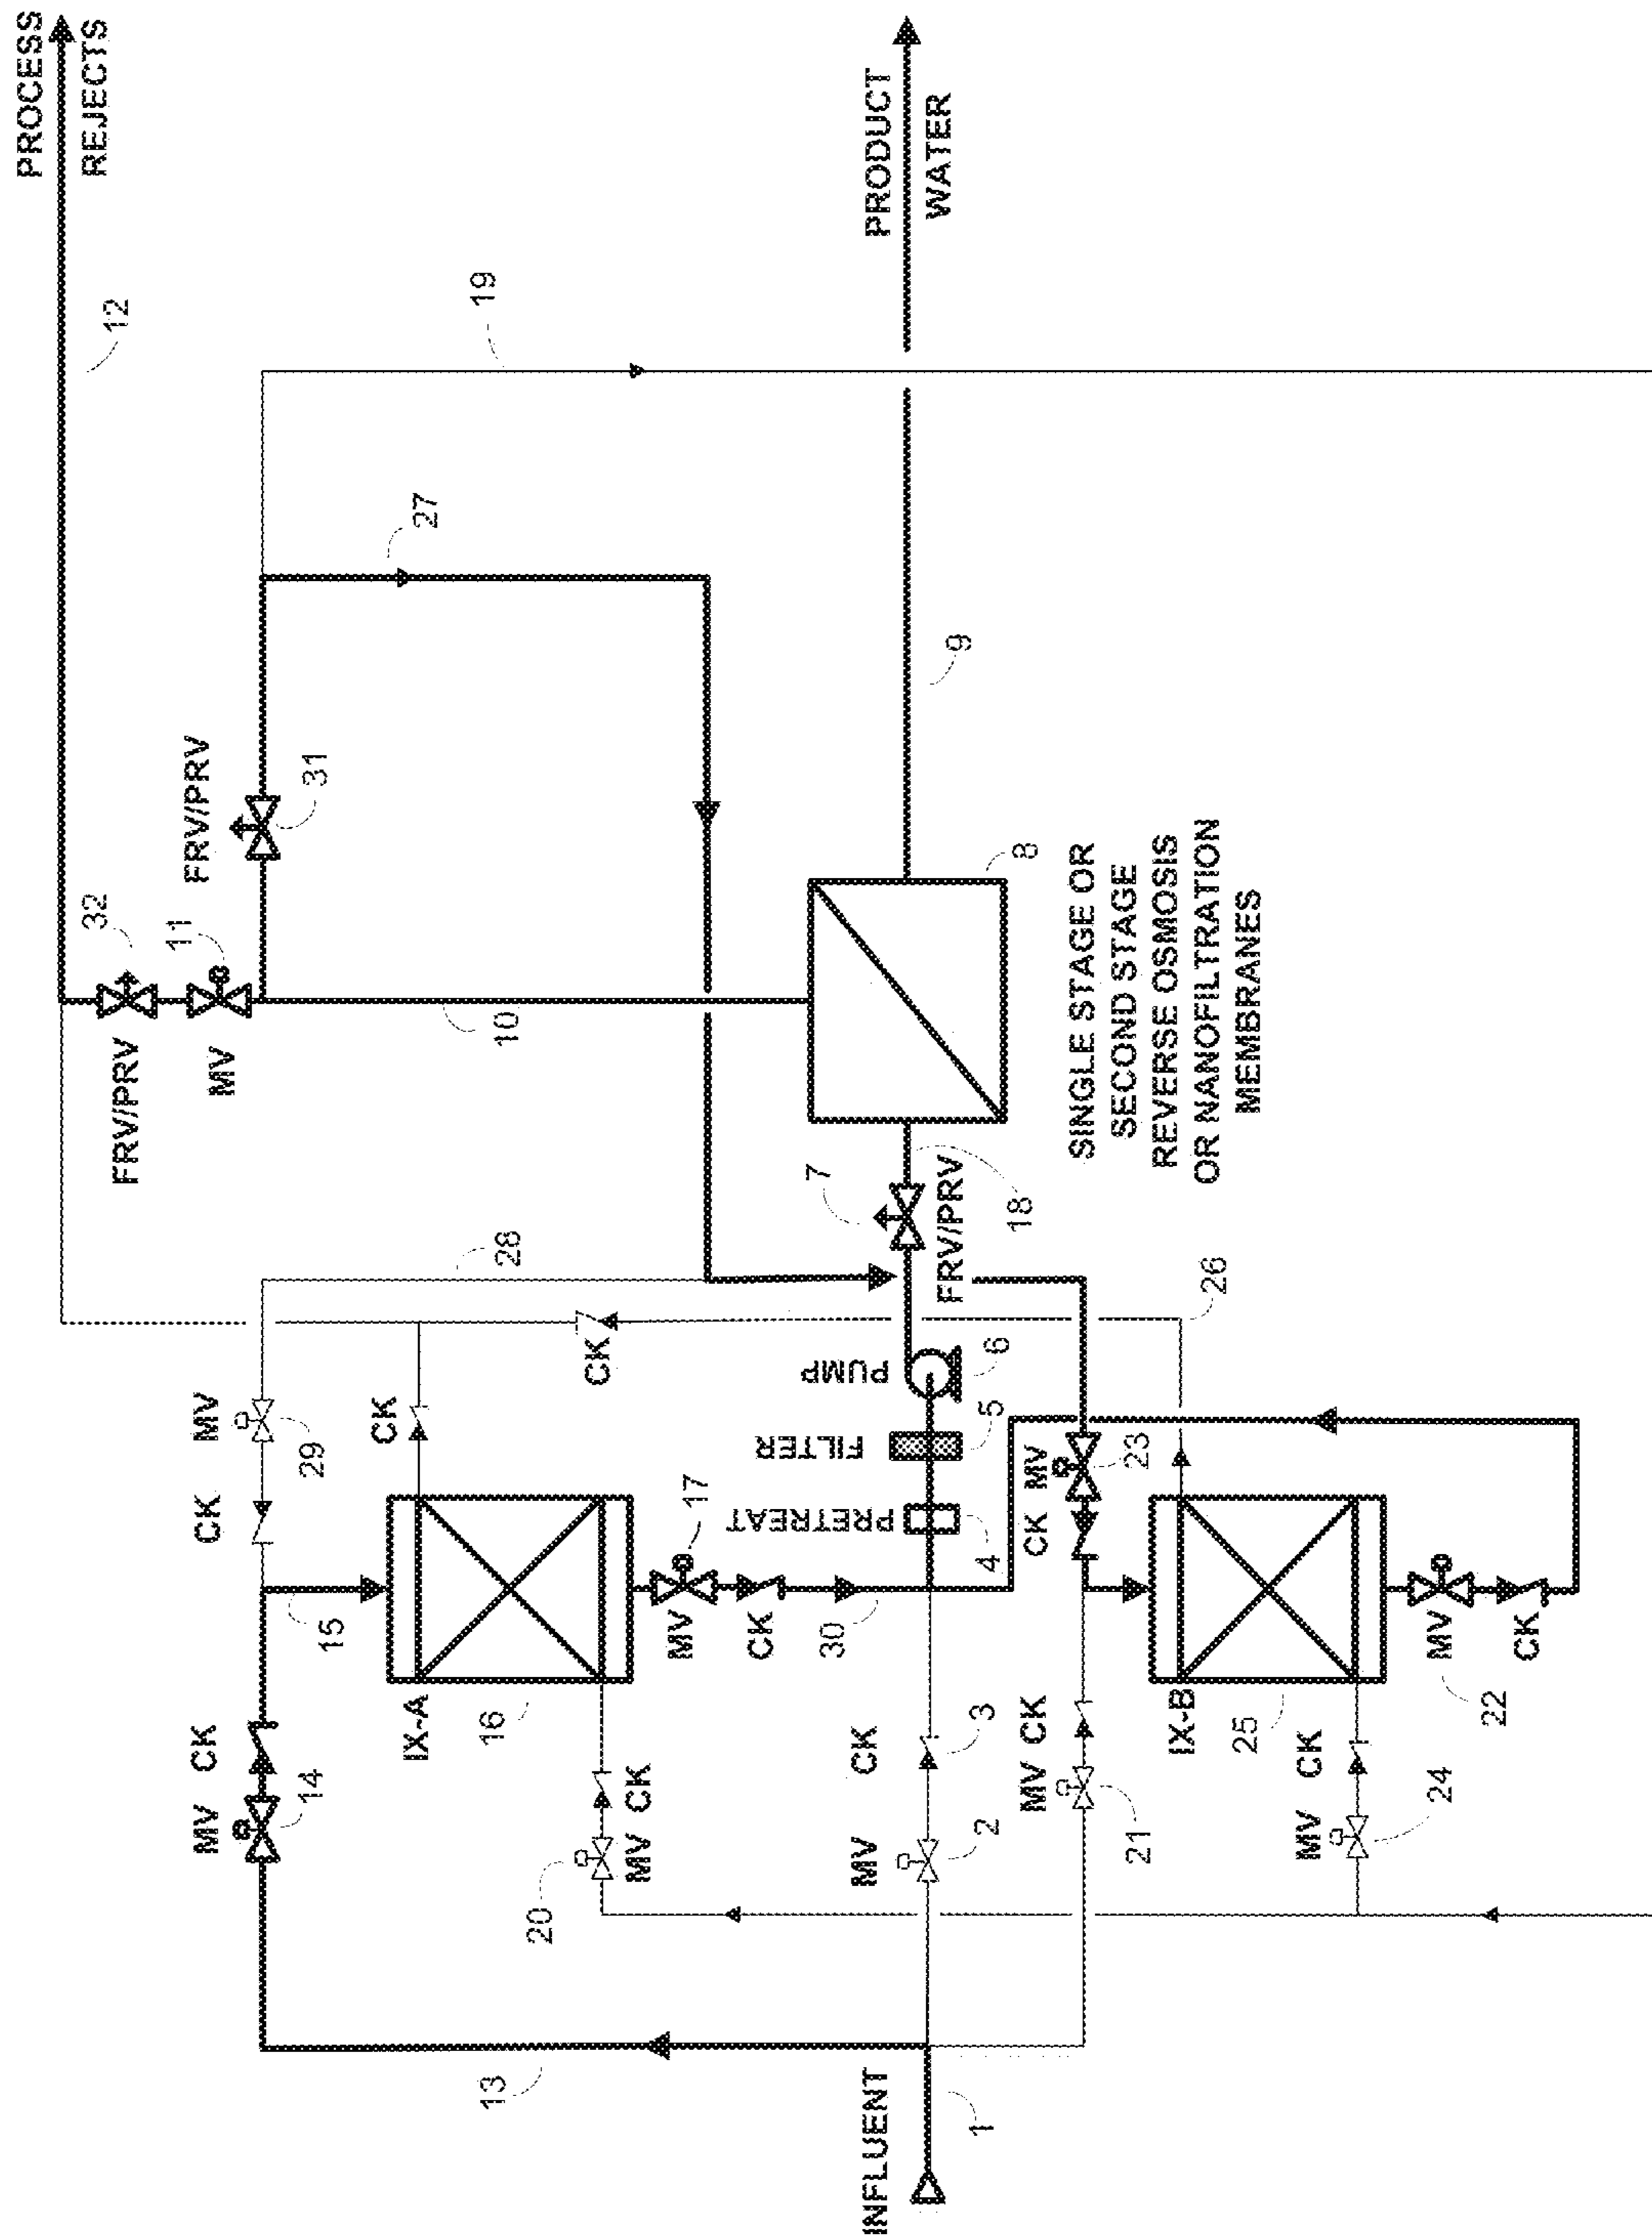 PROCESS
REJECTS
12
32
FRV/PRV
11
MV
FRV/PRV
31
MV CK
14
CK
MV
29
15
CK
27
19
28
10
13
IX-A
16
CK
20
MV CK
MV
17
CK
30
PRETREAT
FILTER
PUMP
7
FRV/PRV
18
INFLUENT
1
MV
2
CK
3
4
5
6
8
9
PRODUCT
WATER
SINGLE STAGE OR
SECOND STAGE
REVERSE OSMOSIS
OR NANOFILTRATION
MEMBRANES
MV CK
21
CK MV
23
26
IX-B
25
MV
CK
24
MV
22
CK